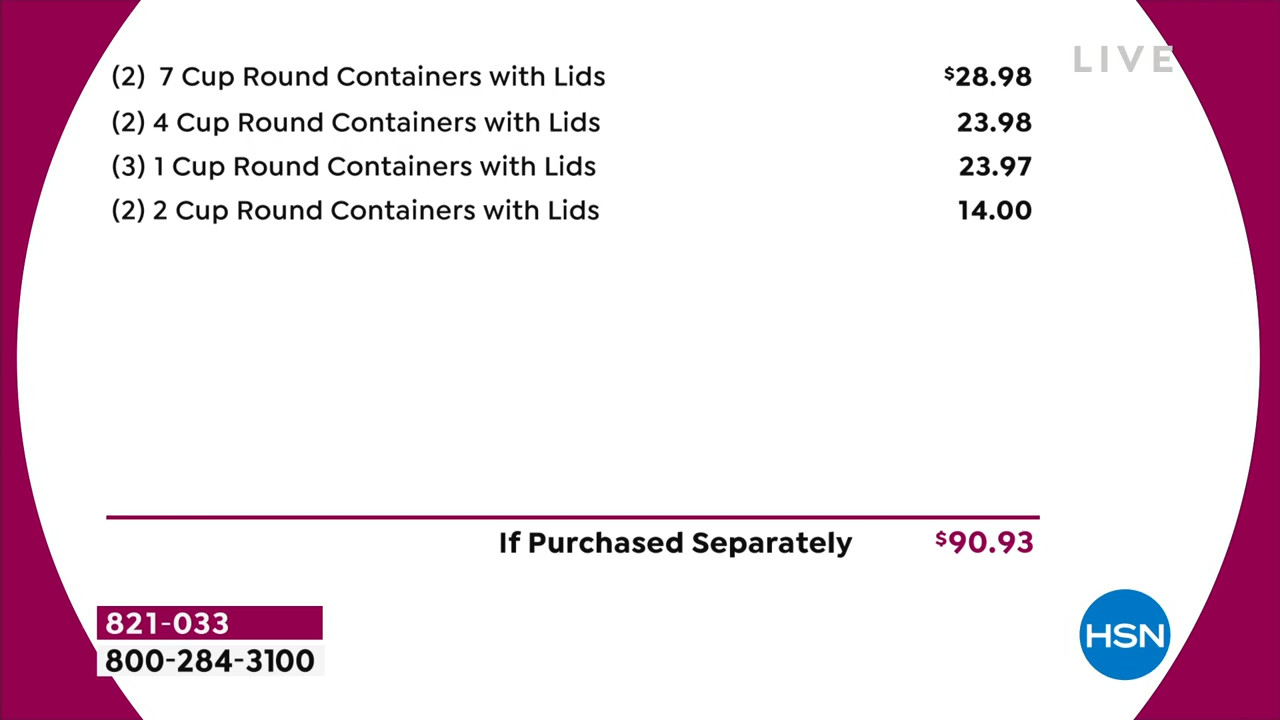 LIVE
(2) 7 Cup Round Containers with Lids $28.98
(2) 4 Cup Round Containers with Lids 23.98
(3) 1 Cup Round Containers with Lids 23.97
(2) 2 Cup Round Containers with Lids 14.00
If Purchased Separately $90.93
821-033
800-284-3100
HSN